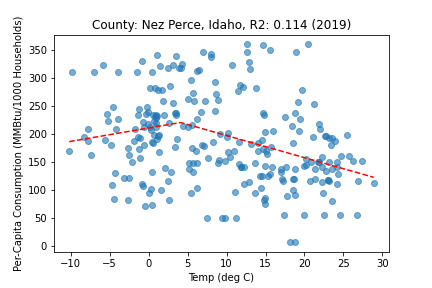 County: Nez Perce, Idaho, R2: 0.114 (2019)
Per-Capita Consumption (MMBtu/1000 Households)
350
300
250
200
150
100
50
0
−10 −5 0 5 10 15 20 25 30
Temp (deg C)